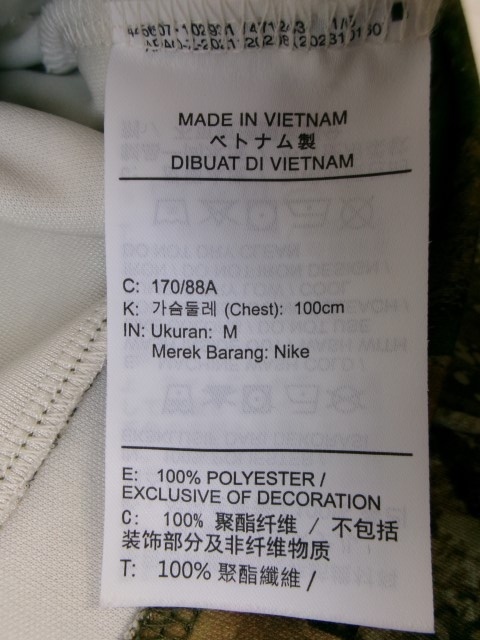 MADE IN VIETNAM
ベトナム製
DIBUAT DI VIETNAM
C: 170/88A
K: 가슴둘레 (Chest): 100cm
IN: Ukuran: M
Merek Barang: Nike
E: 100% POLYESTER /
EXCLUSIVE OF DECORATION
C: 100% 聚酯纤维 / 不包括
装饰部分及非纤维物质
T: 100% 聚酯纖維 /